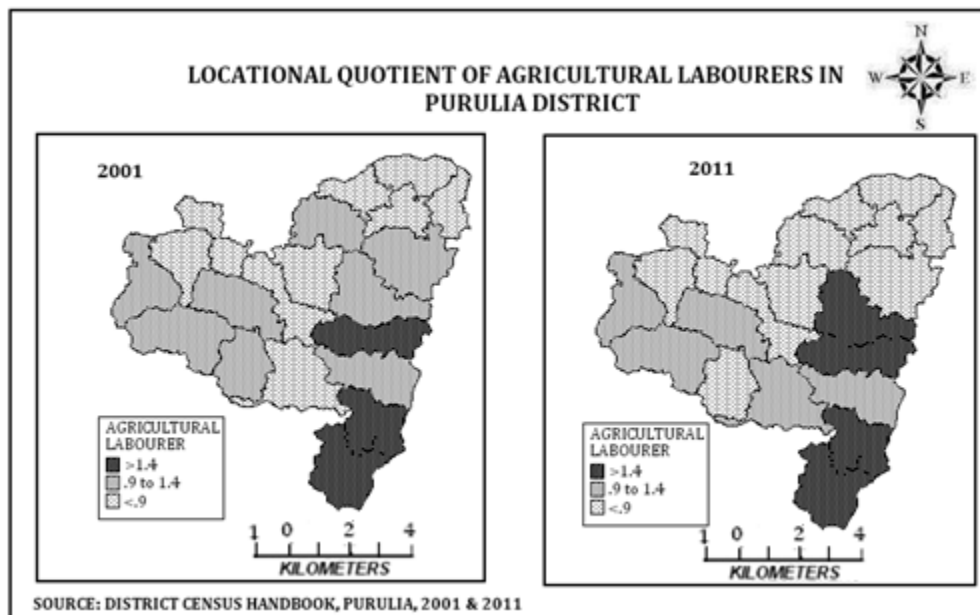 N
LOCATIONAL QUOTIENT OF AGRICULTURAL LABOURERS IN
W E
PURULIA DISTRICT
S
2001
AGRICULTURAL
LABOURER
>1.4
.9 to 1.4
<.9
1 0 2 4
KILOMETERS
2011
AGRICULTURAL
LABOURER
>1.4
.9 to 1.4
<.9
1 0 2 4
KILOMETERS
SOURCE: DISTRICT CENSUS HANDBOOK, PURULIA, 2001 & 2011